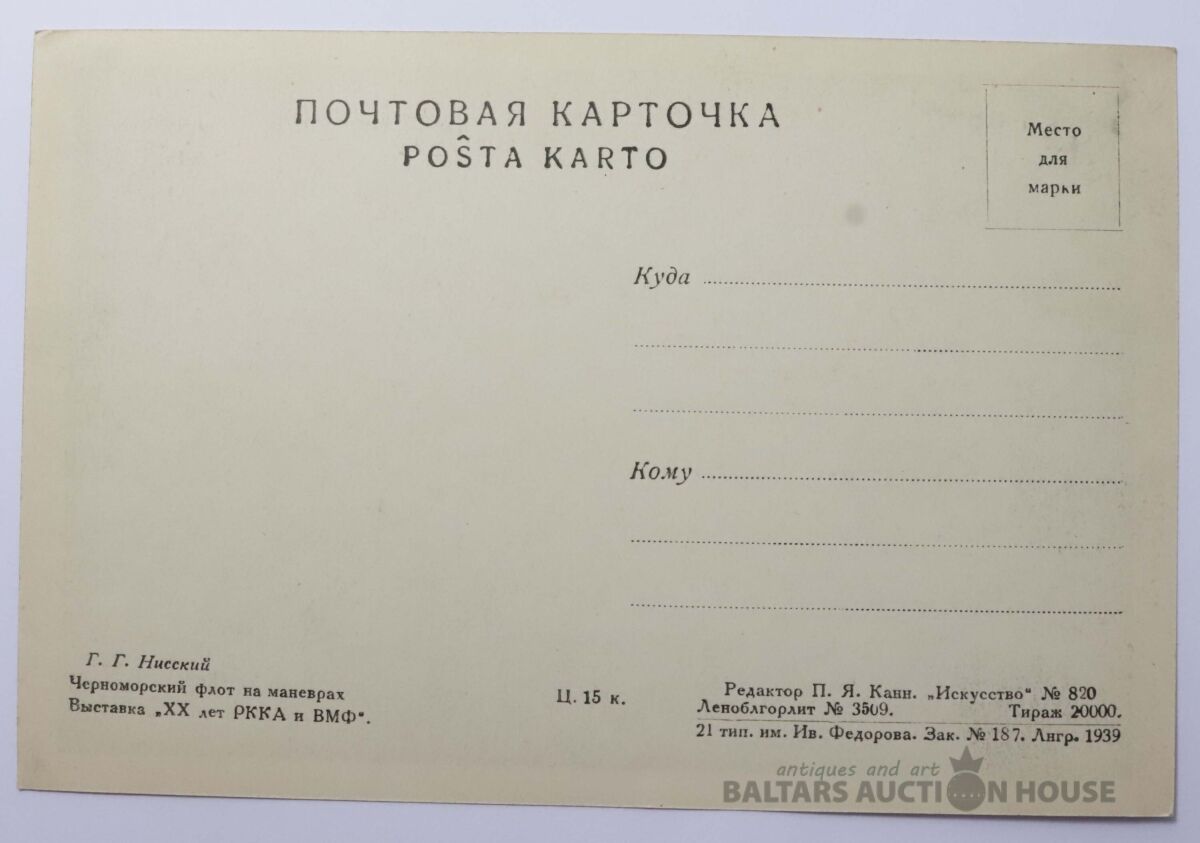 ПОЧТОВАЯ КАРТОЧКА
POŜTA KARTO
Место
для
марки
Куда
Кому
Г. Г. Нисский
Черноморский флот на маневрах
Выставка „XX лет РККА и ВМФ“.
Ц. 15 к.
Редактор П. Я. Канн. „Искусство“ № 820
Леноблгорлит № 3509. Тираж 20000.
21 тип. им. Ив. Федорова. Зак. № 187. Лнгр. 1939
antiques and art
BALTARS AUCTION HOUSE